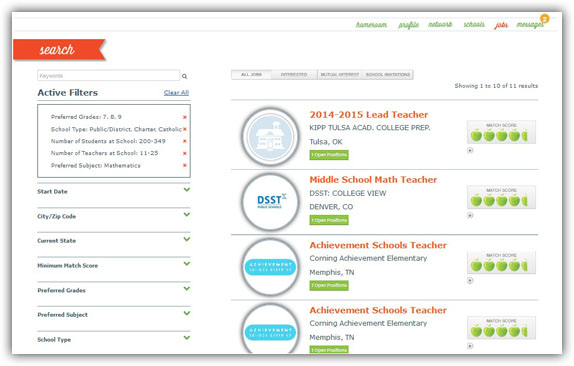 homeroom profile network schools jobs messages 2
search
Keywords
Active Filters Clear All
Preferred Grades: 7, 8, 9 x
School Type: Public/District, Charter, Catholic x
Number of Students at School: 200-349 x
Number of Teachers at School: 11-25 x
Preferred Subject: Mathematics x
Start Date
City/Zip Code
Current State
Minimum Match Score
Preferred Grades
Preferred Subject
School Type
ALL JOBS INTERESTED MUTUAL INTEREST SCHOOL INVITATIONS
Showing 1 to 10 of 11 results
2014-2015 Lead Teacher
KIPP TULSA ACAD. COLLEGE PREP.
Tulsa, OK
1 Open Positions
MATCH SCORE
DSST
PUBLIC SCHOOLS
Middle School Math Teacher
DSST: COLLEGE VIEW
DENVER, CO
1 Open Positions
MATCH SCORE
ACHIEVEMENT
Achievement Schools Teacher
Corning Achievement Elementary
Memphis, TN
1 Open Positions
MATCH SCORE
ACHIEVEMENT
Achievement Schools Teacher
Corning Achievement Elementary
Memphis, TN
1 Open Positions
MATCH SCORE